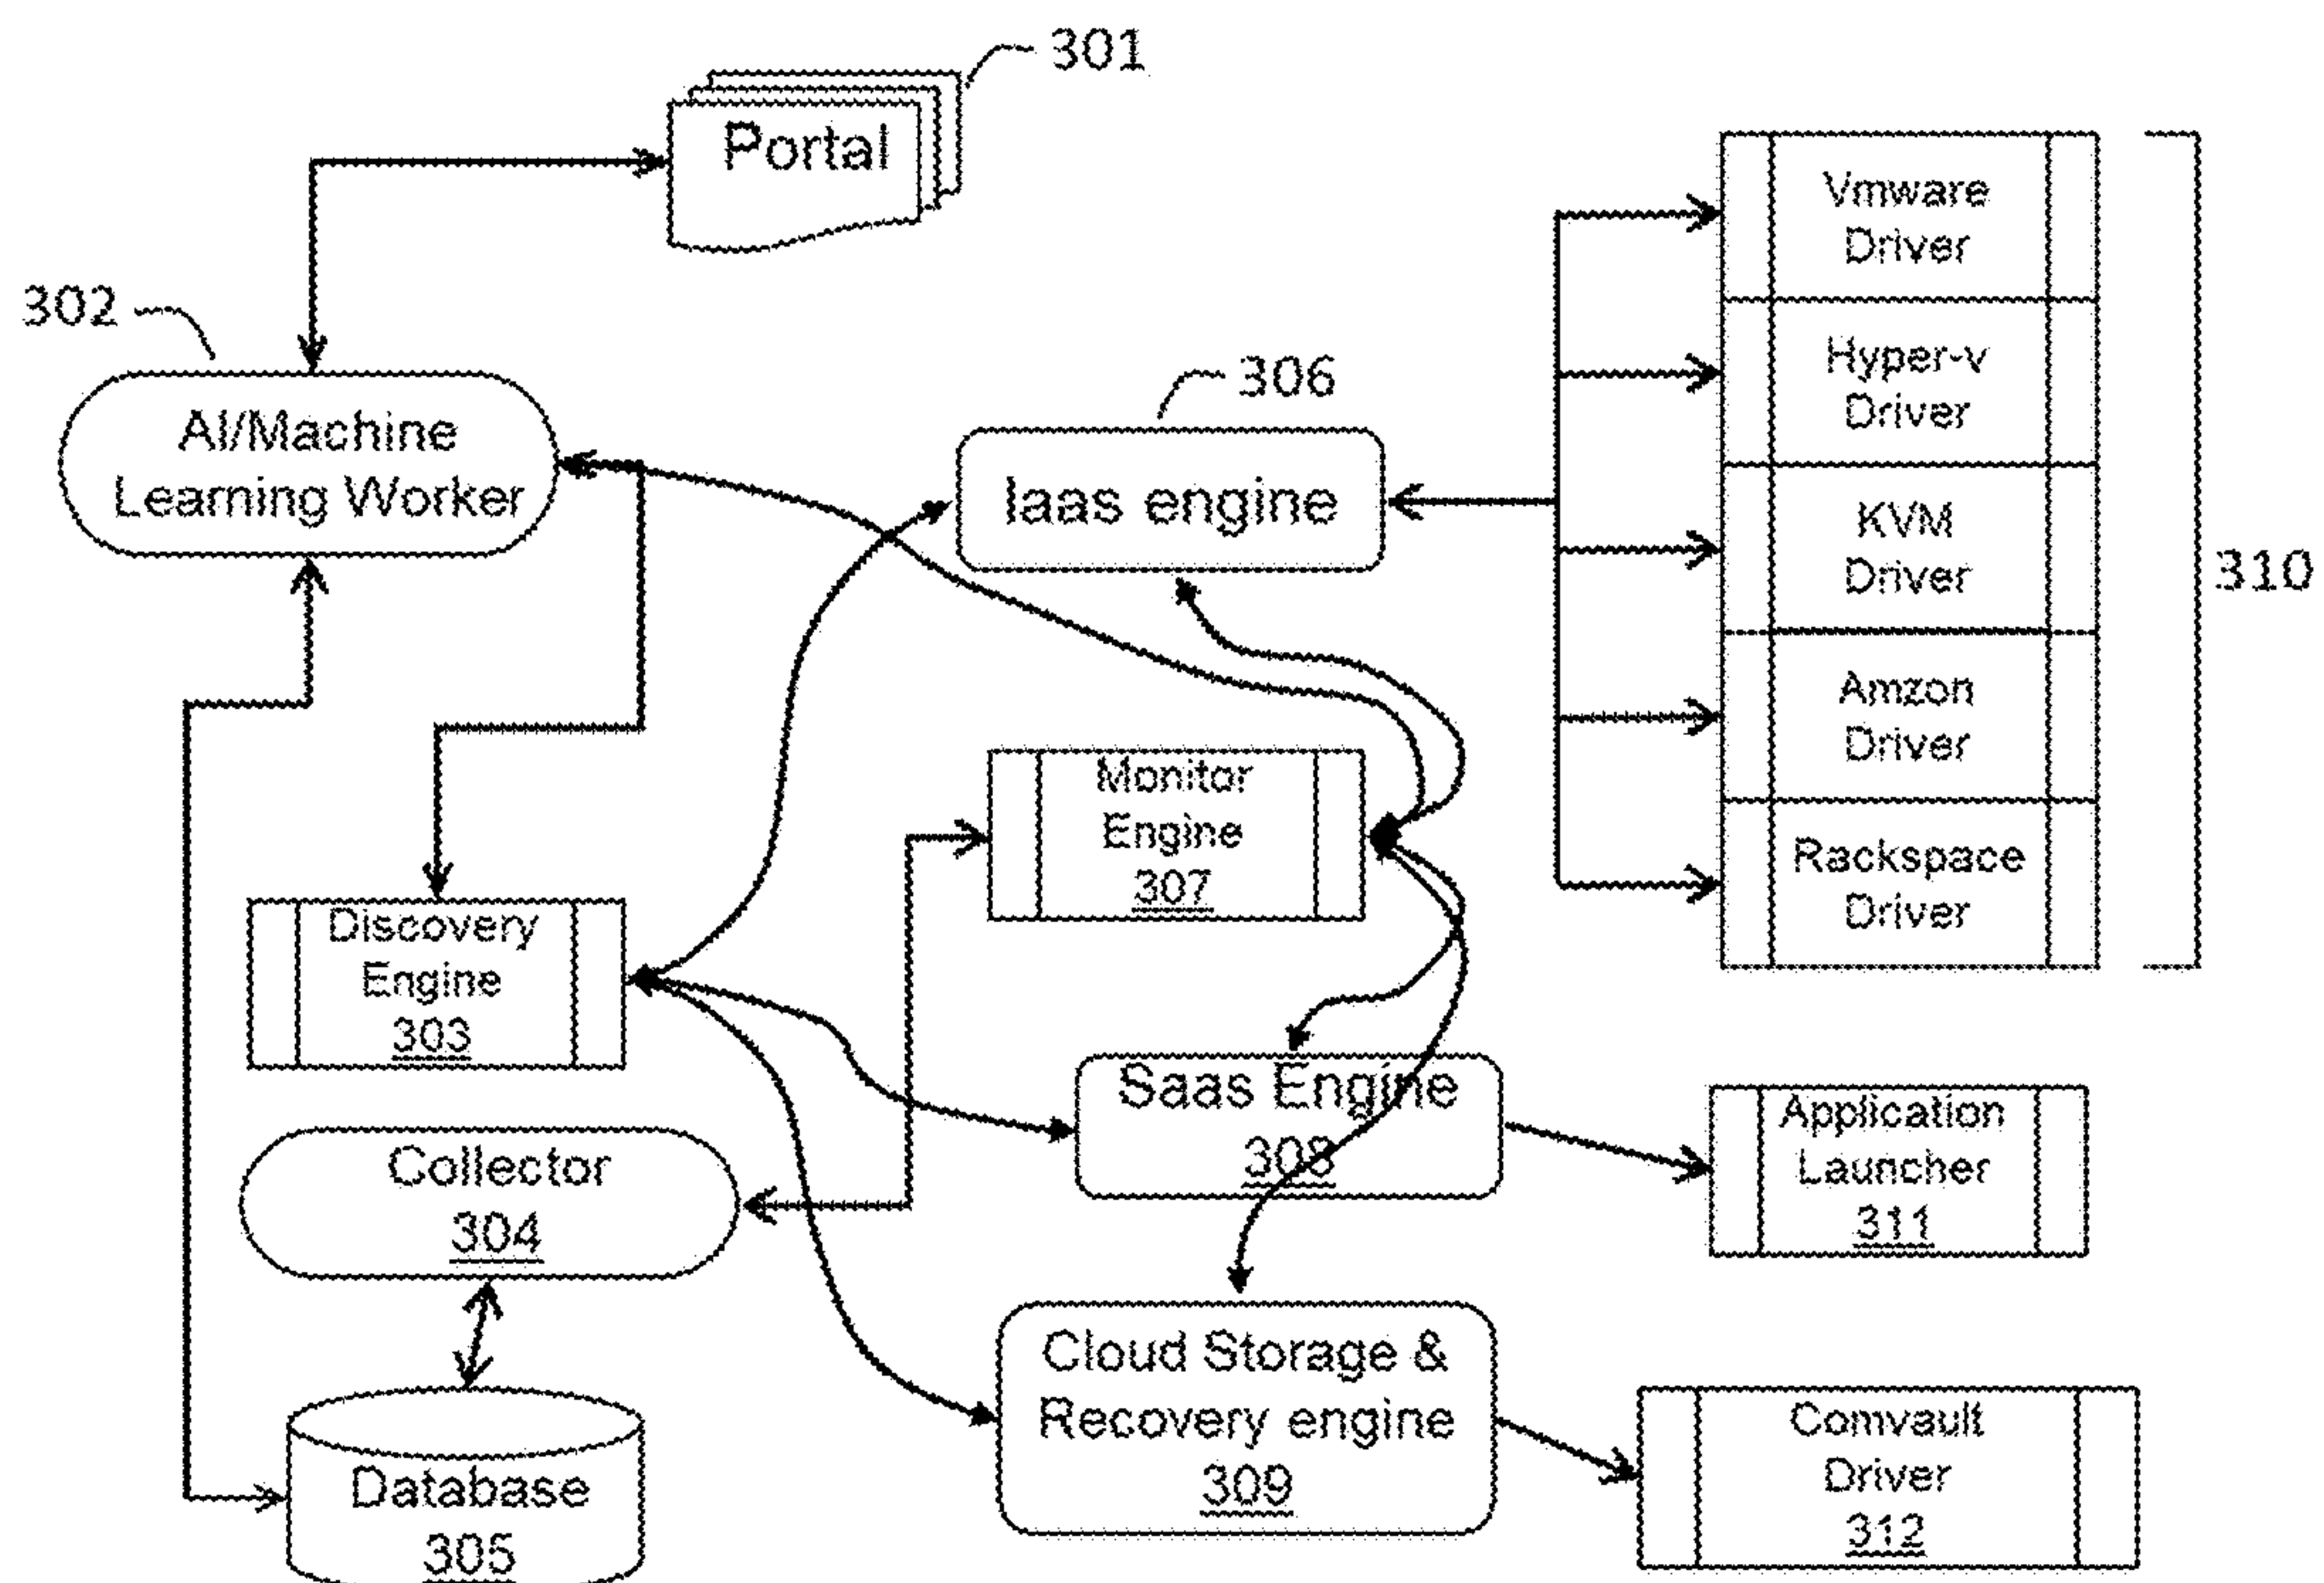 301
Portal
302
AI/Machine
Learning Worker
306
Iaas engine
Vmware
Driver
Hyper-v
Driver
KVM
Driver
Amzon
Driver
Rackspace
Driver
310
Monitor
Engine
307
Discovery
Engine
303
Collector
304
Database
305
Saas Engine
308
Cloud Storage &
Recovery engine
309
Application
Launcher
311
Comvault
Driver
312